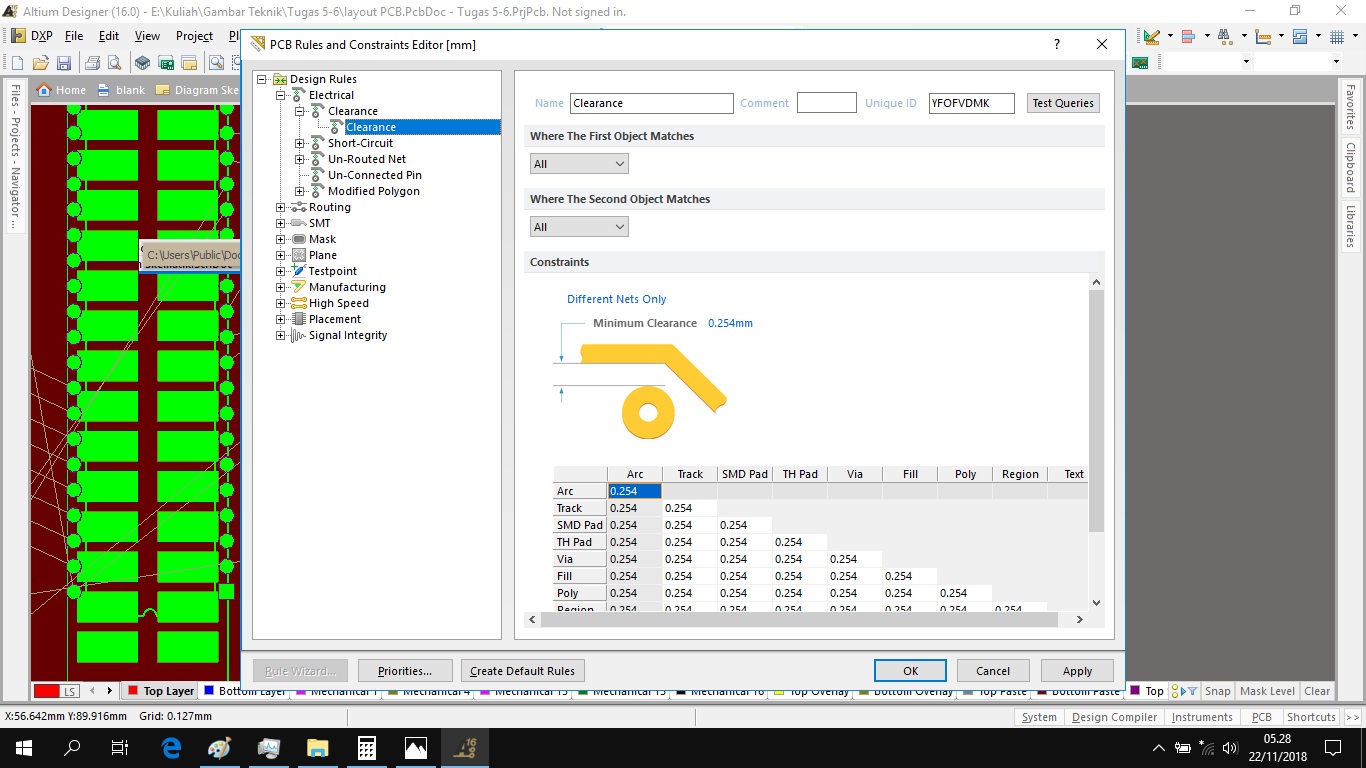 Altium Designer (16.0) - E:\Kuliah\Gambar Teknik\Tugas 5-6\layout PCB.PcbDoc - Tugas 5-6.PrjPcb. Not signed in.
DXP File Edit View Project
PCB Rules and Constraints Editor [mm]
Home blank Diagram Ske
Files - Projects - Navigator ...
C:\Users\Public\Doc
Design Rules
Electrical
Clearance
Clearance
Short-Circuit
Un-Routed Net
Un-Connected Pin
Modified Polygon
Routing
SMT
Mask
Plane
Testpoint
Manufacturing
High Speed
Placement
Signal Integrity
Name Clearance Comment Unique ID YFOFVDMK Test Queries
Where The First Object Matches
All
Where The Second Object Matches
All
Constraints
Different Nets Only
Minimum Clearance 0.254mm
Arc Track SMD Pad TH Pad Via Fill Poly Region Text
Arc 0.254
Track 0.254 0.254
SMD Pad 0.254 0.254 0.254
TH Pad 0.254 0.254 0.254 0.254
Via 0.254 0.254 0.254 0.254 0.254
Fill 0.254 0.254 0.254 0.254 0.254 0.254
Poly 0.254 0.254 0.254 0.254 0.254 0.254 0.254
Region 0.254 0.254 0.254 0.254 0.254 0.254 0.254 0.254
Rule Wizard... Priorities... Create Default Rules OK Cancel Apply
Favorites
Clipboard
Libraries
LS Top Layer Bottom Layer Mechanical 1 Mechanical 4 Mechanical 13 Mechanical 15 Mechanical 16 Top Overlay Bottom Overlay Top Paste Bottom Paste Top Snap Mask Level Clear
X:56.642mm Y:89.916mm Grid: 0.127mm
System Design Compiler Instruments PCB Shortcuts >>
05.28
22/11/2018